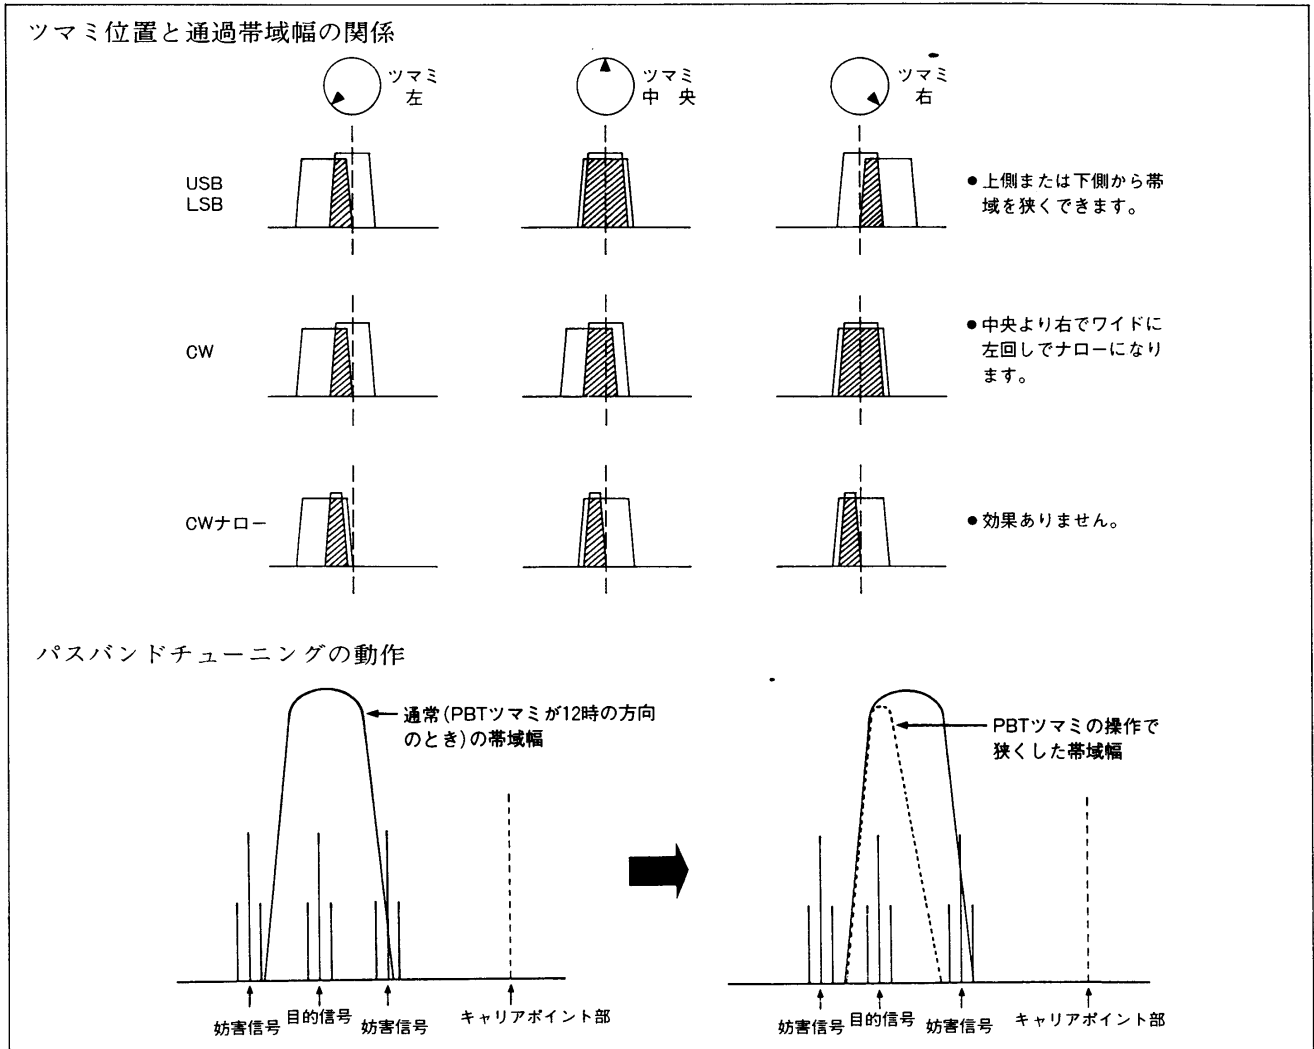 ツマミ位置と通過帯域幅の関係
ツマミ
左
ツマミ
中 央
ツマミ
右
USB
LSB
●上側または下側から帯
域を狭くできます。
CW
●中央より右でワイドに
左回しでナローになり
ます。
CWナロー
●効果ありません。
パスバンドチューニングの動作
通常(PBTツマミが12時の方向
のとき)の帯域幅
PBTツマミの操作で
狭くした帯域幅
妨害信号
目的信号
妨害信号
キャリアポイント部
妨害信号
目的信号
妨害信号
キャリアポイント部